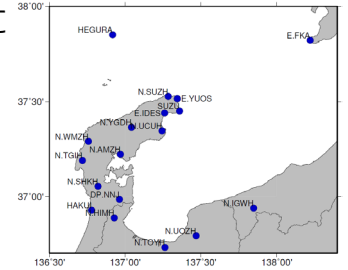 38°00'
HEGURA
E.FKA
37°30'
N.SUZH
E.YUOS
SUZU
E.IDES
N.YGDH
LUCUH
N.WMZH
N.AMZH
N.TGIH
N.SHKH
37°00'
DP.NNJ
HAKUI
N.HIMH
N.IGWH
N.UOZH
N.TOYH
136°30'
137°00'
137°30'
138°00'